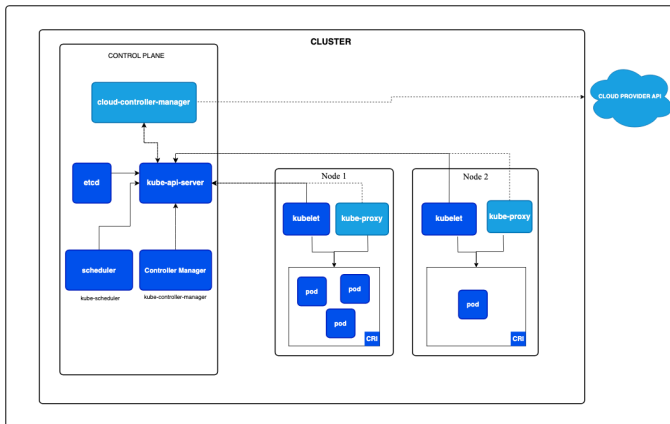 CLUSTER
CONTROL PLANE
cloud-controller-manager
CLOUD PROVIDER API
etcd
kube-api-server
scheduler
kube-scheduler
Controller Manager
kube-controller-manager
Node 1
kubelet
kube-proxy
pod
pod
pod
CRI
Node 2
kubelet
kube-proxy
pod
CRI